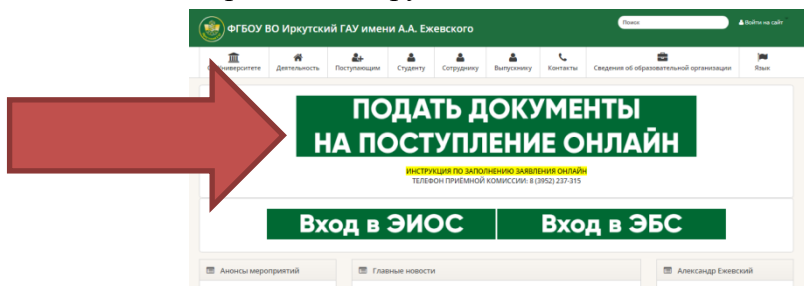 ФГБОУ ВО Иркутский ГАУ имени А.А. Ежевского
Поиск
Войти на сайт
Университете Деятельность Поступающим Студенту Сотруднику Выпускнику Контакты Сведения об образовательной организации Язык
ПОДАТЬ ДОКУМЕНТЫ
НА ПОСТУПЛЕНИЕ ОНЛАЙН
ИНСТРУКЦИЯ ПО ЗАПОЛНЕНИЮ ЗАЯВЛЕНИЯ ОНЛАЙН
ТЕЛЕФОН ПРИЁМНОЙ КОМИССИИ: 8 (3952) 237-315
Вход в ЭИОС Вход в ЭБС
Анонсы мероприятий Главные новости Александр Ежевский